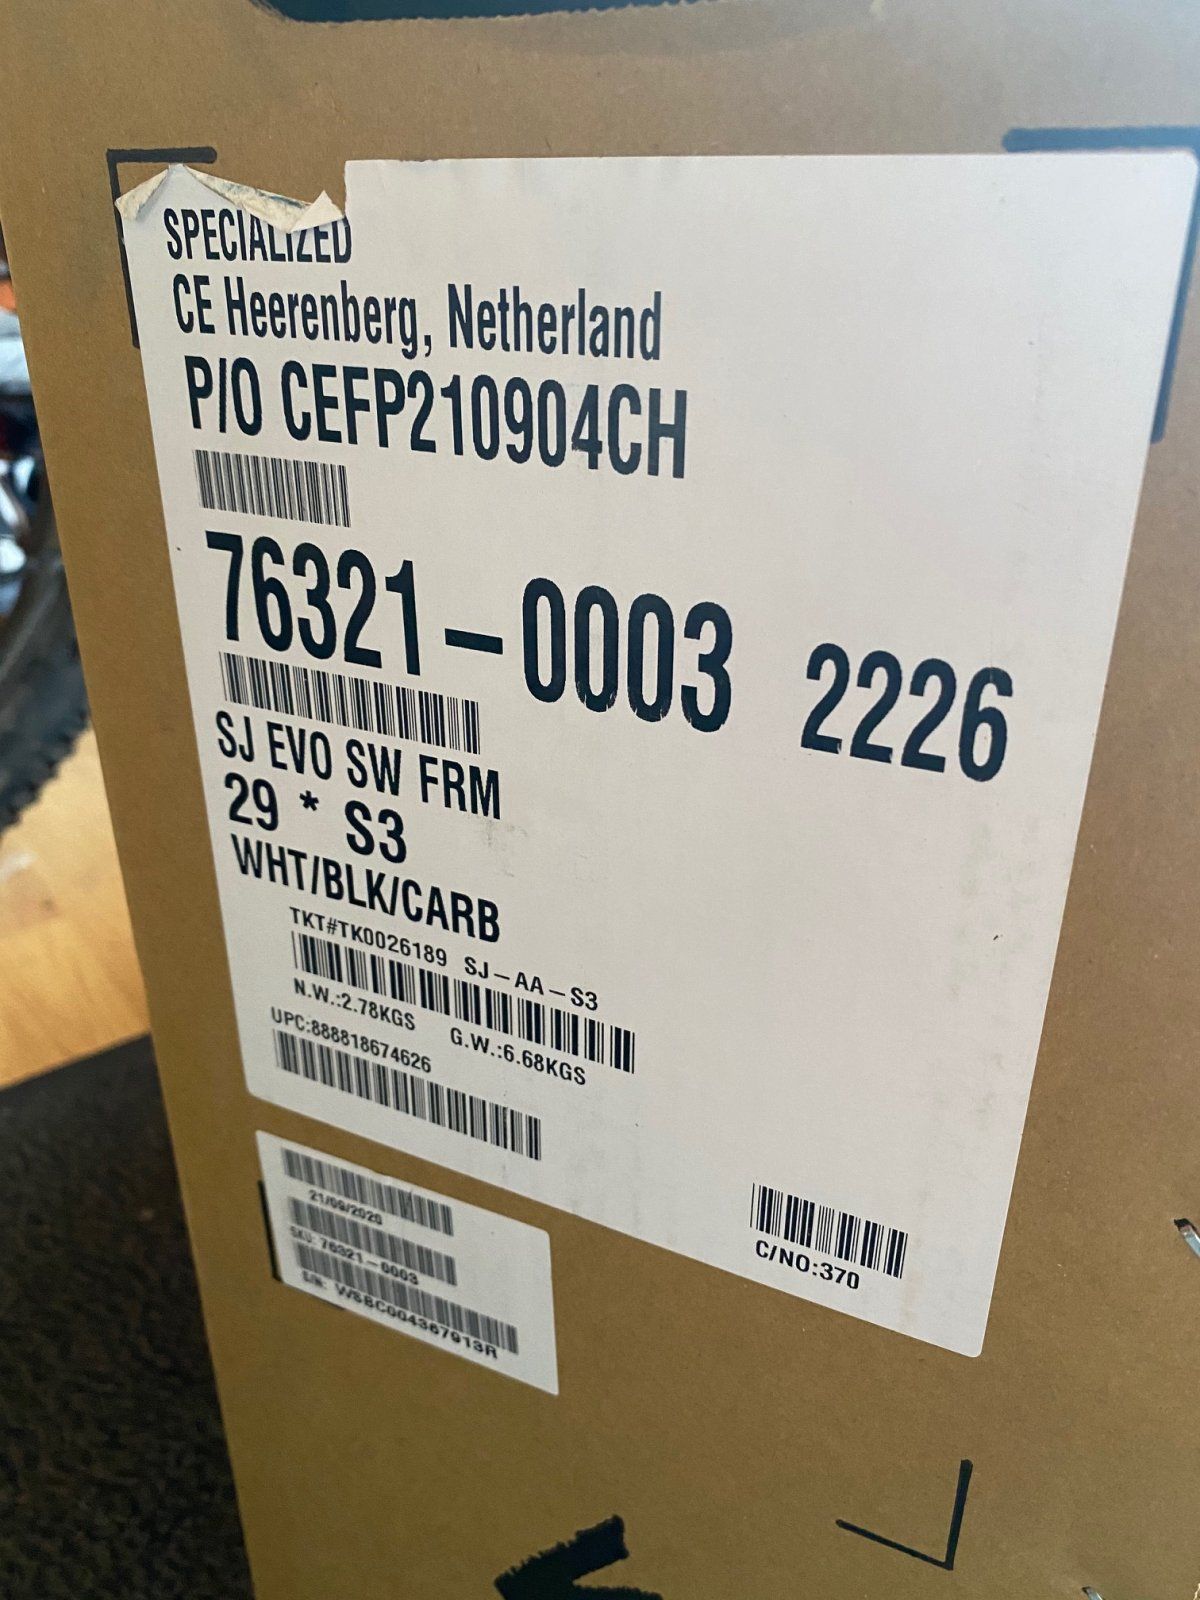 SPECIALIZED
CE Heerenberg, Netherland
P/O CEFP210904CH
76321-0003 2226
SJ EVO SW FRM
29 * S3
WHT/BLK/CARB
TKT#TK0026189 SJ-AA-S3
N.W.:2.78KGS G.W.:6.68KGS
UPC:888818674626
C/NO:370
21/09/2020
SKU: 76321-0003
S/N: WSBC004367913R